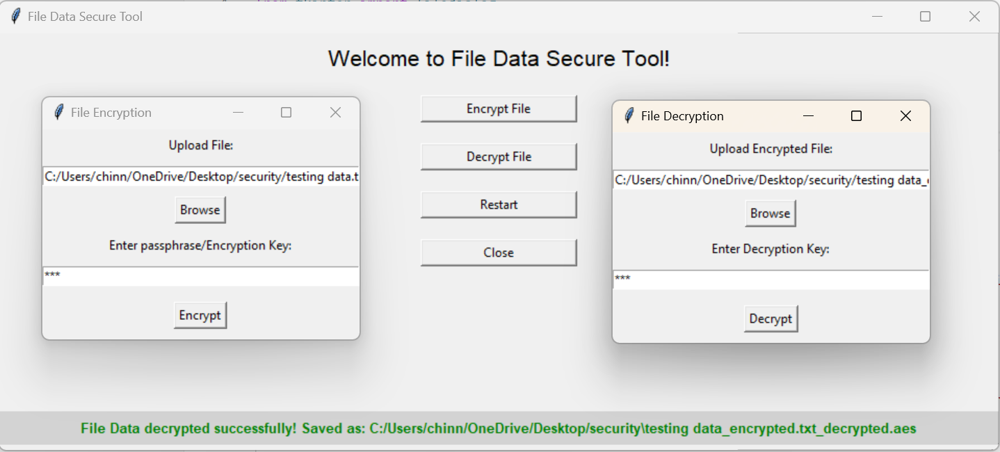 File Data Secure Tool
Welcome to File Data Secure Tool!
File Encryption
Upload File:
C:/Users/chinn/OneDrive/Desktop/security/testing data.t
Browse
Enter passphrase/Encryption Key:
***
Encrypt
Encrypt File
Decrypt File
Restart
Close
File Decryption
Upload Encrypted File:
C:/Users/chinn/OneDrive/Desktop/security/testing data_
Browse
Enter Decryption Key:
***
Decrypt
File Data decrypted successfully! Saved as: C:/Users/chinn/OneDrive/Desktop/security\testing data_encrypted.txt_decrypted.aes